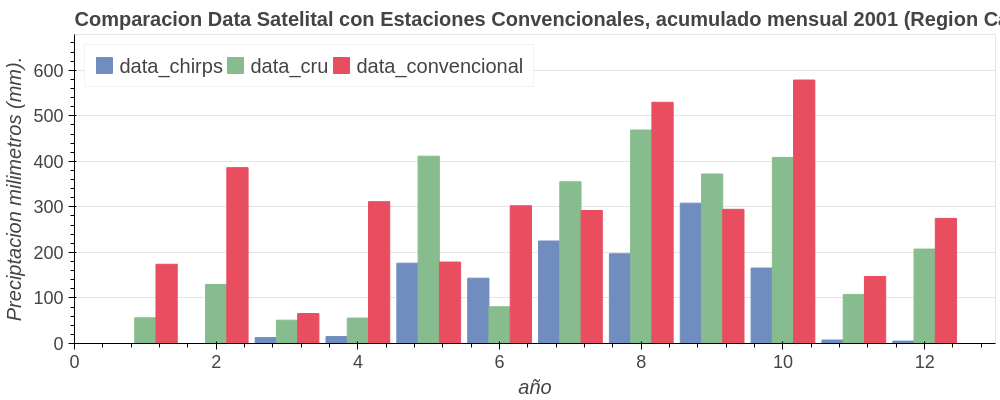 Comparacion Data Satelital con Estaciones Convencionales, acumulado mensual 2001 (Region Ca
data_chirps data_cru data_convencional
Preciptacion milimetros (mm).
600
500
400
300
200
100
0
0 2 4 6 8 10 12
año